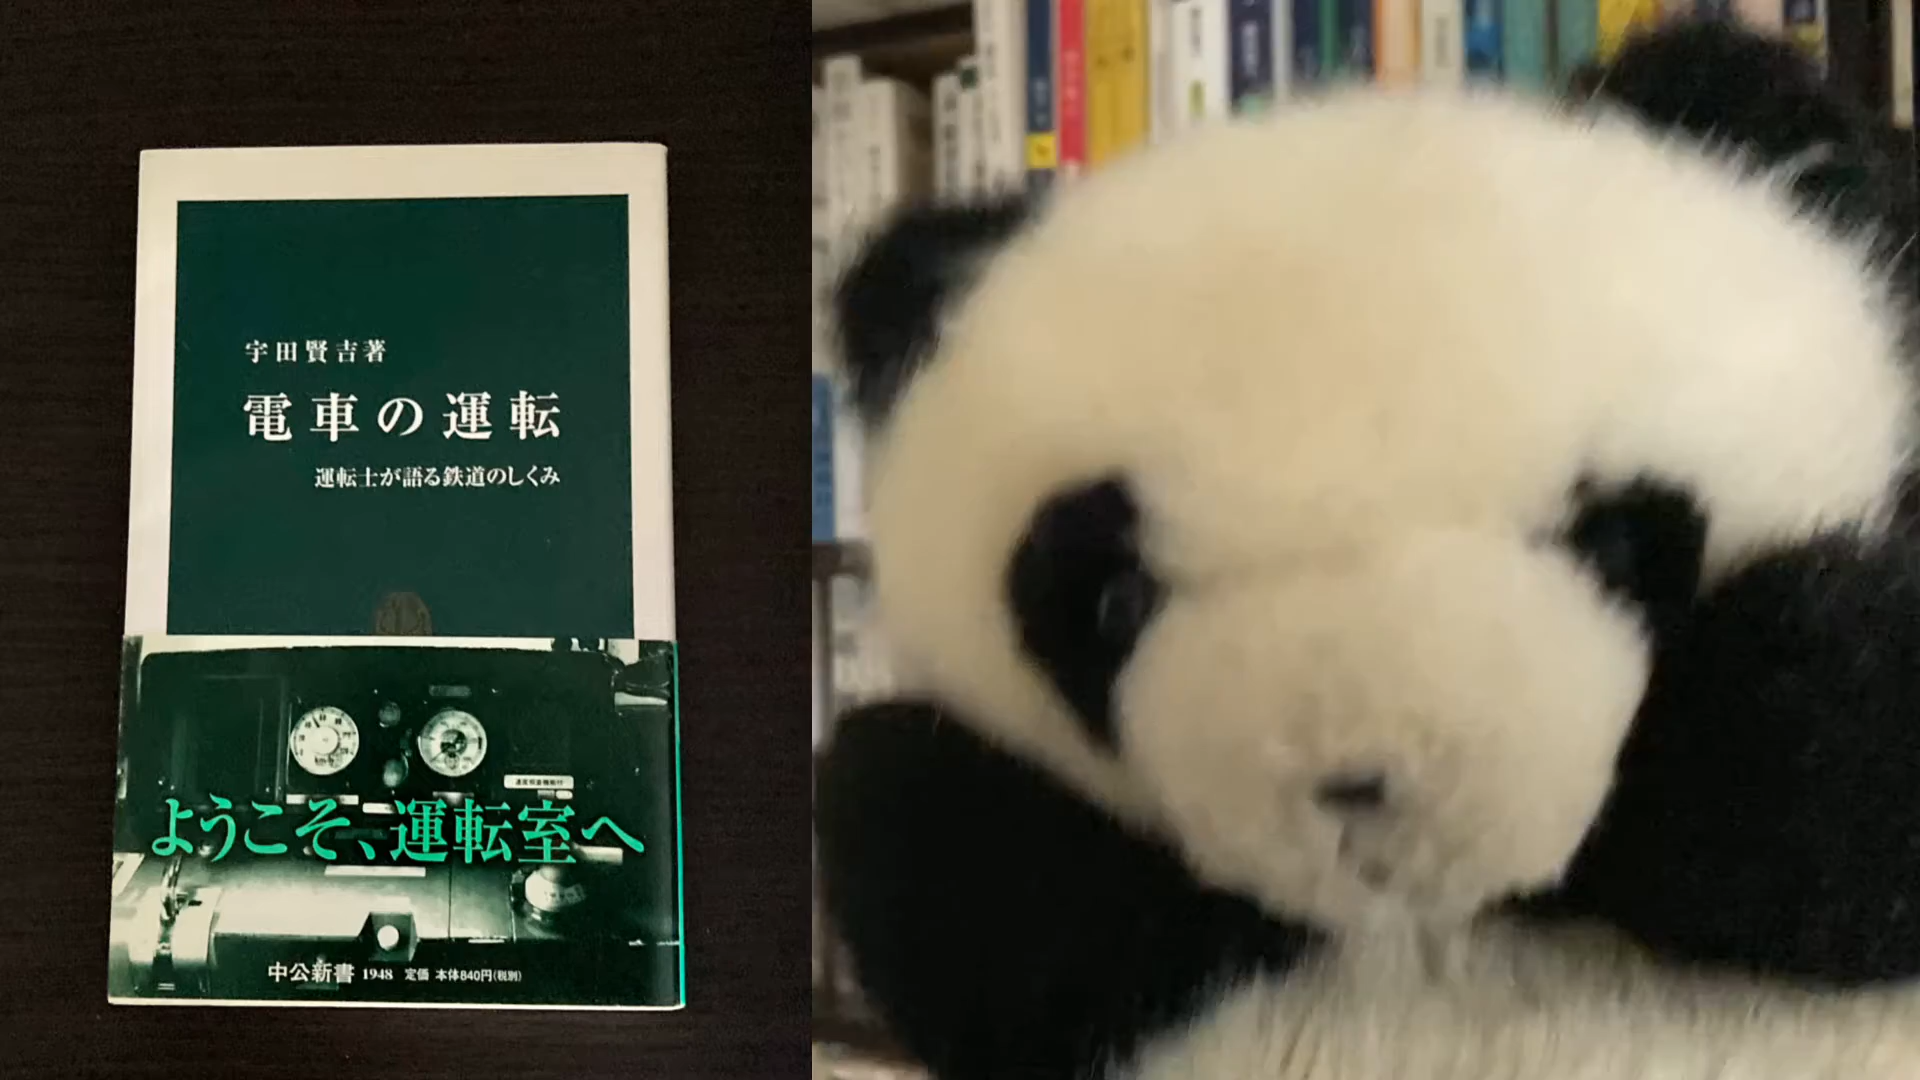 宇田賢吉著
電車の運転
運転士が語る鉄道のしくみ
ようこそ、運転室へ
中公新書 1948 定価 本体840円(税別)